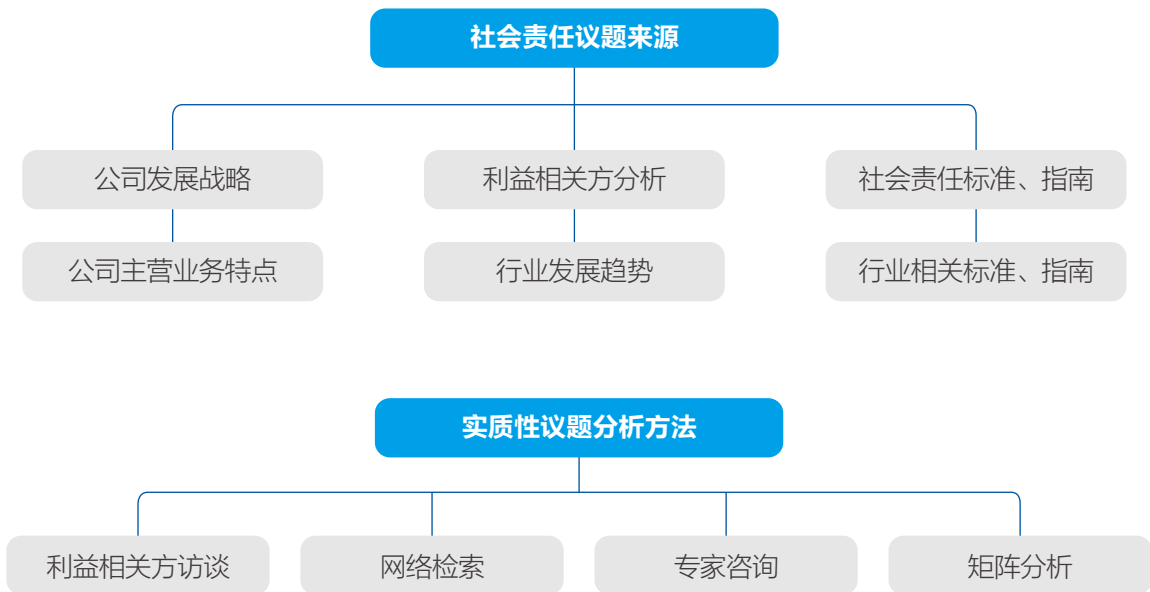 社会责任议题来源
公司发展战略
利益相关方分析
社会责任标准、指南
公司主营业务特点
行业发展趋势
行业相关标准、指南
实质性议题分析方法
利益相关方访谈
网络检索
专家咨询
矩阵分析